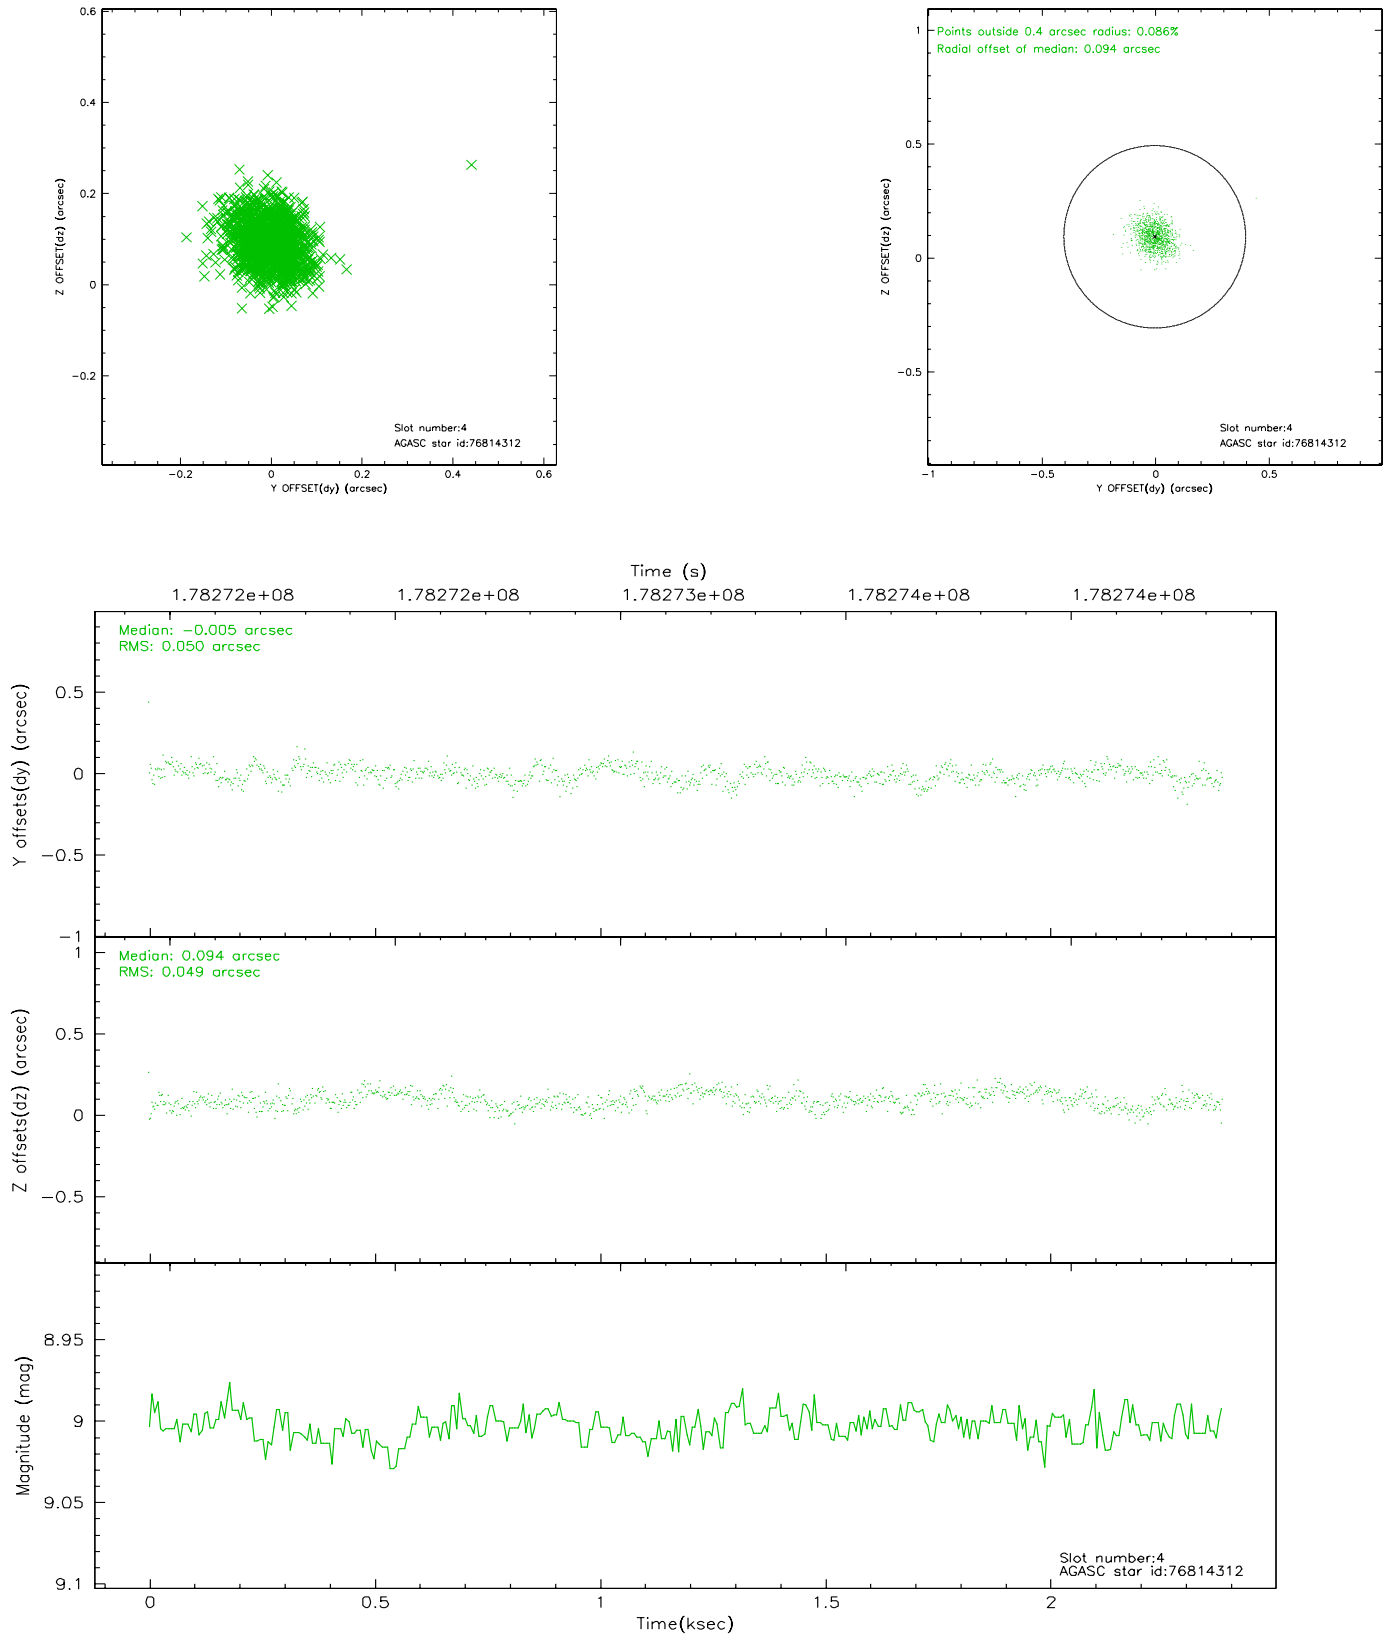 0.6
0.4
0.2
0
−0.2
Z OFFSET(dz) (arcsec)
Slot number:4
AGASC star id:76814312
−0.2 0 0.2 0.4 0.6
Y OFFSET(dy) (arcsec)
Points outside 0.4 arcsec radius: 0.086%
Radial offset of median: 0.094 arcsec
1
0.5
0
−0.5
Z OFFSET(dz) (arcsec)
Slot number:4
AGASC star id:76814312
−1 −0.5 0 0.5
Y OFFSET(dy) (arcsec)
Time (s)
1.78272e+08 1.78272e+08 1.78273e+08 1.78274e+08 1.78274e+08
Median: −0.005 arcsec
RMS: 0.050 arcsec
0.5
0
−0.5
−1
Y offsets(dy) (arcsec)
Median: 0.094 arcsec
RMS: 0.049 arcsec
1
0.5
0
−0.5
Z offsets(dz) (arcsec)
8.95
9
9.05
9.1
Magnitude (mag)
Slot number:4
AGASC star id:76814312
0 0.5 1 1.5 2
Time(ksec)